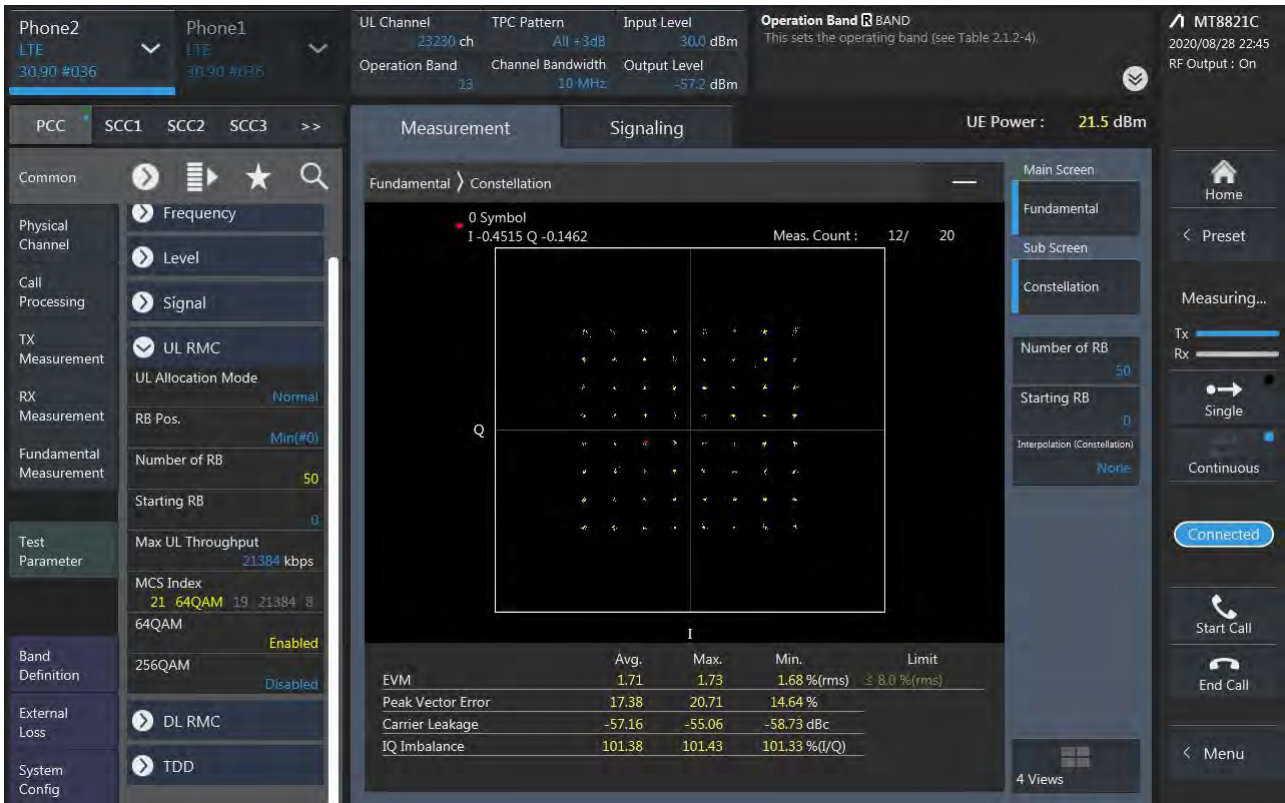 Phone2
LTE
30.90 #036
Phone1
LTE
30.90 #036
UL Channel
23230 ch
Operation Band
13
TPC Pattern
All +3dB
Channel Bandwidth
10 MHz
Input Level
30.0 dBm
Output Level
-57.2 dBm
Operation Band R BAND
This sets the operating band (see Table 2.1.2-4).
MT8821C
2020/08/28 22:45
RF Output : On
PCC SCC1 SCC2 SCC3 >>
Measurement Signaling
UE Power : 21.5 dBm
Common
Physical
Channel
Call
Processing
TX
Measurement
RX
Measurement
Fundamental
Measurement
Test
Parameter
Band
Definition
External
Loss
System
Config
Frequency
Level
Signal
UL RMC
UL Allocation Mode
Normal
RB Pos.
Min(#0)
Number of RB
50
Starting RB
0
Max UL Throughput
21384 kbps
MCS Index
21 64QAM 19 21384 8
64QAM
Enabled
256QAM
Disabled
DL RMC
TDD
Fundamental > Constellation
0 Symbol
I -0.4515 Q -0.1462
Meas. Count : 12/ 20
Q
I
Avg. Max. Min. Limit
EVM 1.71 1.73 1.68 %(rms) ≤ 8.0 %(rms)
Peak Vector Error 17.38 20.71 14.64 %
Carrier Leakage -57.16 -55.06 -58.73 dBc
IQ Imbalance 101.38 101.43 101.33 %(I/Q)
Main Screen
Fundamental
Sub Screen
Constellation
Number of RB
50
Starting RB
0
Interpolation (Constellation)
None
4 Views
Home
< Preset
Measuring...
Tx
Rx
Single
Continuous
Connected
Start Call
End Call
< Menu